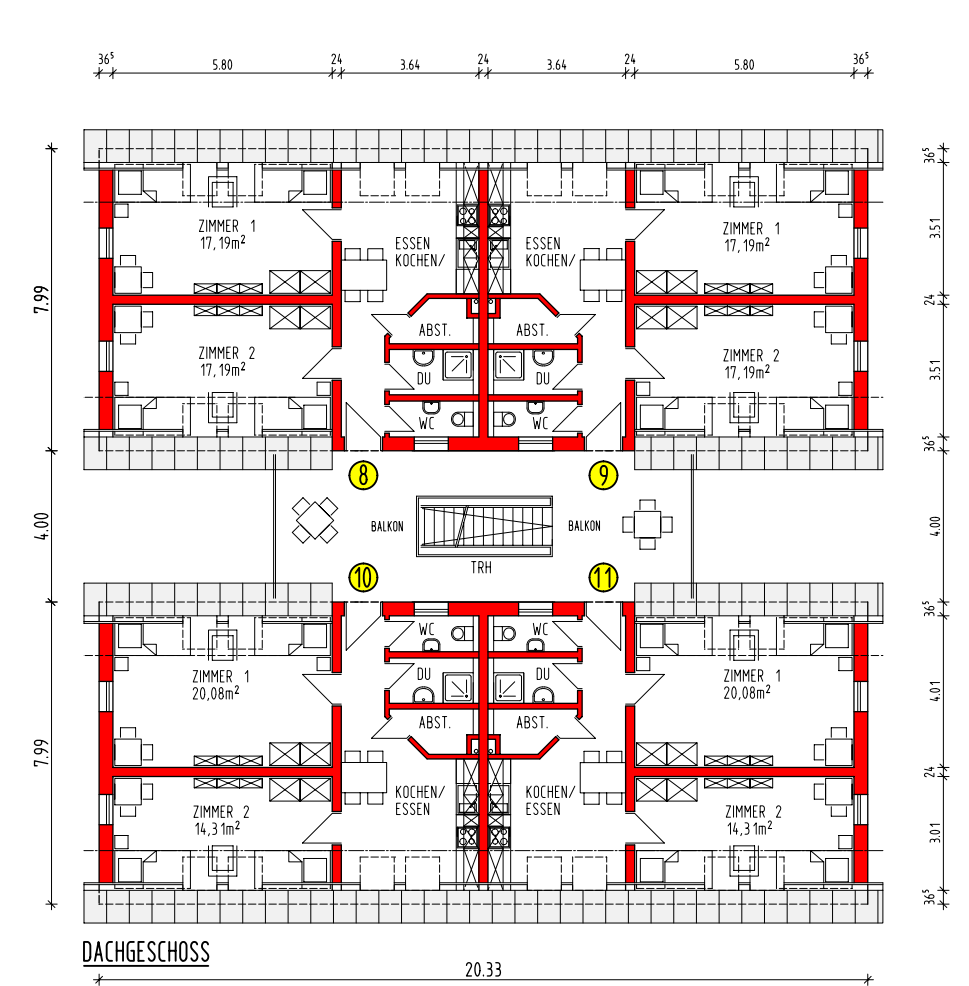 36⁵ 5.80 24 3.64 24 3.64 24 5.80 36⁵
36⁵
ZIMMER 1
17,19m²
ESSEN
KOCHEN/
ESSEN
KOCHEN/
ZIMMER 1
17,19m²
3.51
7.99
24
ABST.
ABST.
ZIMMER 2
17,19m²
DU
DU
ZIMMER 2
17,19m²
3.51
WC
WC
36⁵
8
9
4.00
BALKON
BALKON
4.00
TRH
10
11
36⁵
WC
WC
ZIMMER 1
20,08m²
DU
DU
ZIMMER 1
20,08m²
4.01
ABST.
ABST.
7.99
24
KOCHEN/
ESSEN
KOCHEN/
ESSEN
ZIMMER 2
14,31m²
ZIMMER 2
14,31m²
3.01
36⁵
DACHGESCHOSS
20.33